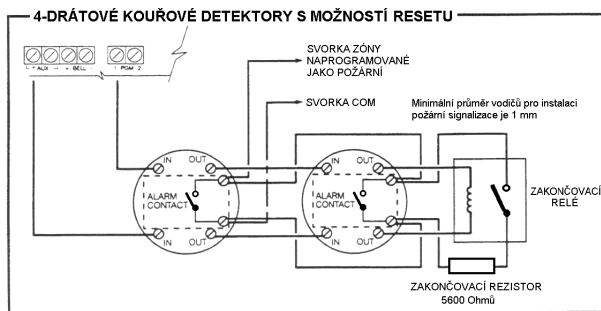 4-DRÁTOVÉ KOUŘOVÉ DETEKTORY S MOŽNOSTÍ RESETU
L + AUX -
+ BELL -
1 PGM 2
SVORKA ZÓNY
NAPROGRAMOVANÉ
JAKO POŽÁRNÍ
SVORKA COM
Minimální průměr vodičů pro instalaci
požární signalizace je 1 mm
IN OUT
ALARM
CONTACT
IN OUT
IN OUT
ALARM
CONTACT
IN OUT
ZAKONČOVACÍ
RELÉ
ZAKONČOVACÍ REZISTOR
5600 Ohmů